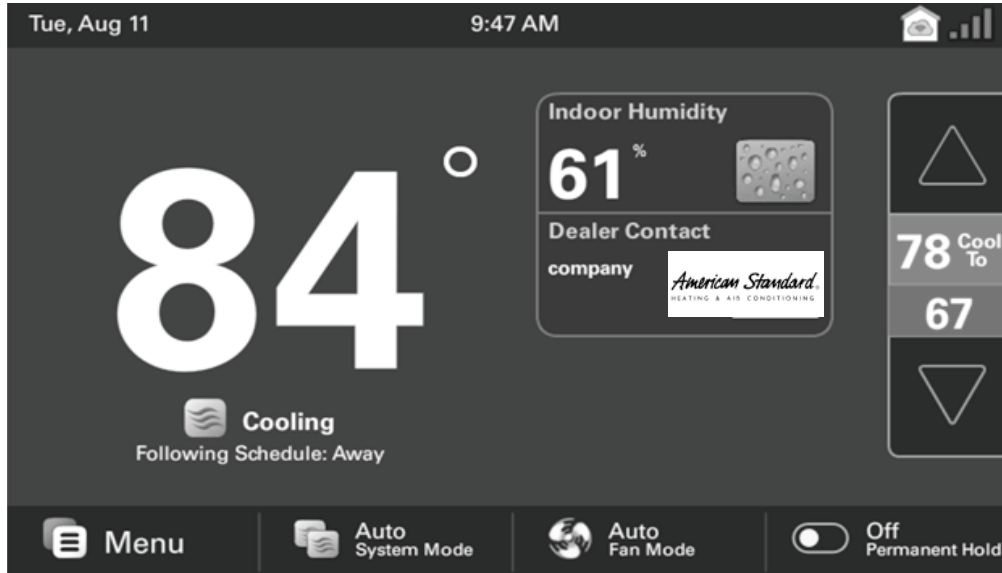 Tue, Aug 11
9:47 AM
84°
Cooling
Following Schedule: Away
Indoor Humidity
61%
Dealer Contact
company
American Standard®
HEATING & AIR CONDITIONING
78 Cool To
67
Menu
Auto
System Mode
Auto
Fan Mode
Off
Permanent Hold